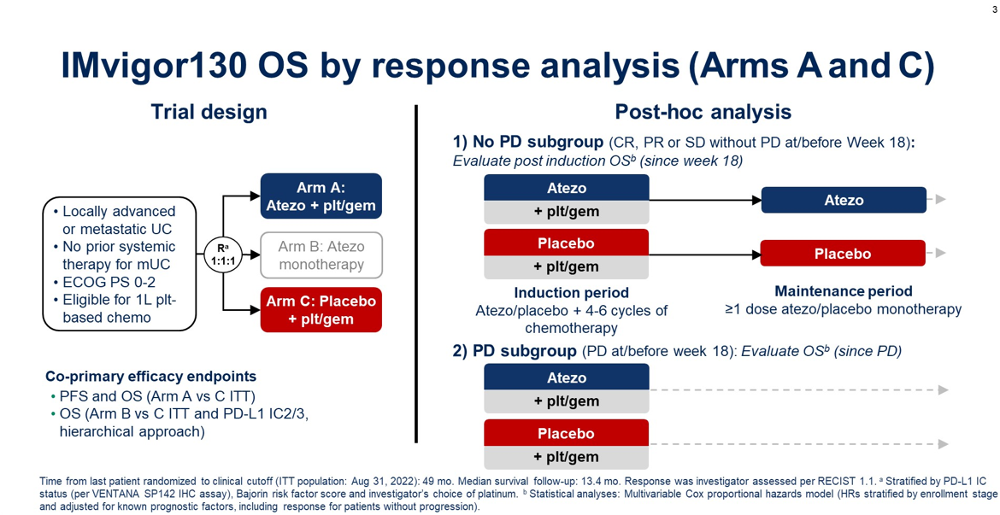 3
IMvigor130 OS by response analysis (Arms A and C)
Trial design
• Locally advanced
or metastatic UC
• No prior systemic
therapy for mUC
• ECOG PS 0-2
• Eligible for 1L plt-
based chemo
Rᵃ
1:1:1
Arm A:
Atezo + plt/gem
Arm B: Atezo
monotherapy
Arm C: Placebo
+ plt/gem
Co-primary efficacy endpoints
• PFS and OS (Arm A vs C ITT)
• OS (Arm B vs C ITT and PD-L1 IC2/3,
hierarchical approach)
Post-hoc analysis
1) No PD subgroup (CR, PR or SD without PD at/before Week 18):
Evaluate post induction OSᵇ (since week 18)
Atezo
+ plt/gem
Atezo
Placebo
+ plt/gem
Placebo
Induction period
Atezo/placebo + 4-6 cycles of
chemotherapy
Maintenance period
≥1 dose atezo/placebo monotherapy
2) PD subgroup (PD at/before week 18): Evaluate OSᵇ (since PD)
Atezo
+ plt/gem
Placebo
+ plt/gem
Time from last patient randomized to clinical cutoff (ITT population: Aug 31, 2022): 49 mo. Median survival follow-up: 13.4 mo. Response was investigator assessed per RECIST 1.1. ᵃ Stratified by PD-L1 IC
status (per VENTANA SP142 IHC assay), Bajorin risk factor score and investigator's choice of platinum. ᵇ Statistical analyses: Multivariable Cox proportional hazards model (HRs stratified by enrollment stage
and adjusted for known prognostic factors, including response for patients without progression).